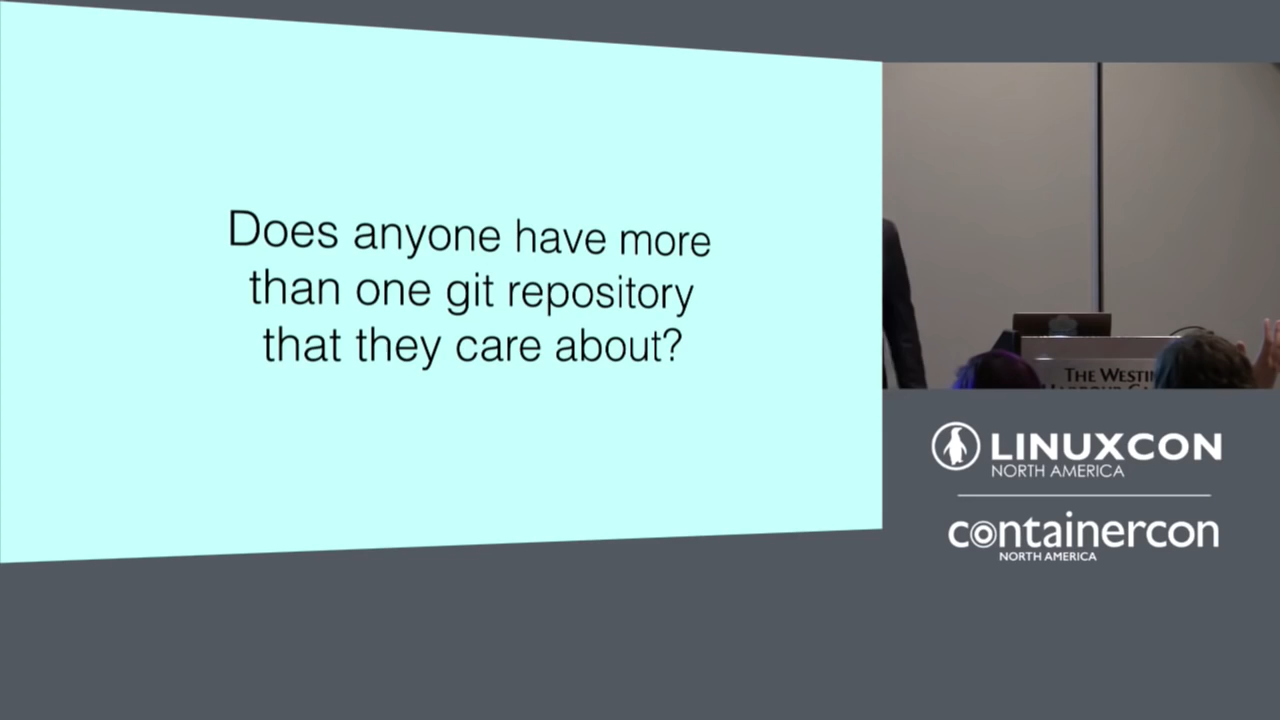 Does anyone have more
than one git repository
that they care about?
THE WESTI
LINUXCON
NORTH AMERICA
containercon
NORTH AMERICA